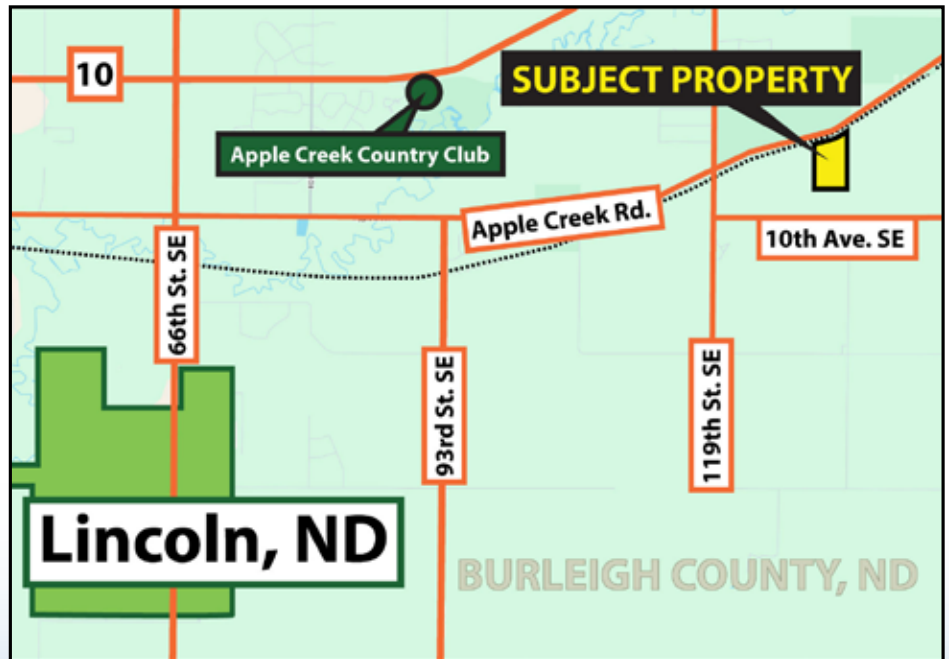 10
SUBJECT PROPERTY
Apple Creek Country Club
Apple Creek Rd.
10th Ave. SE
66th St. SE
93rd St. SE
119th St. SE
Lincoln, ND
BURLEIGH COUNTY, ND